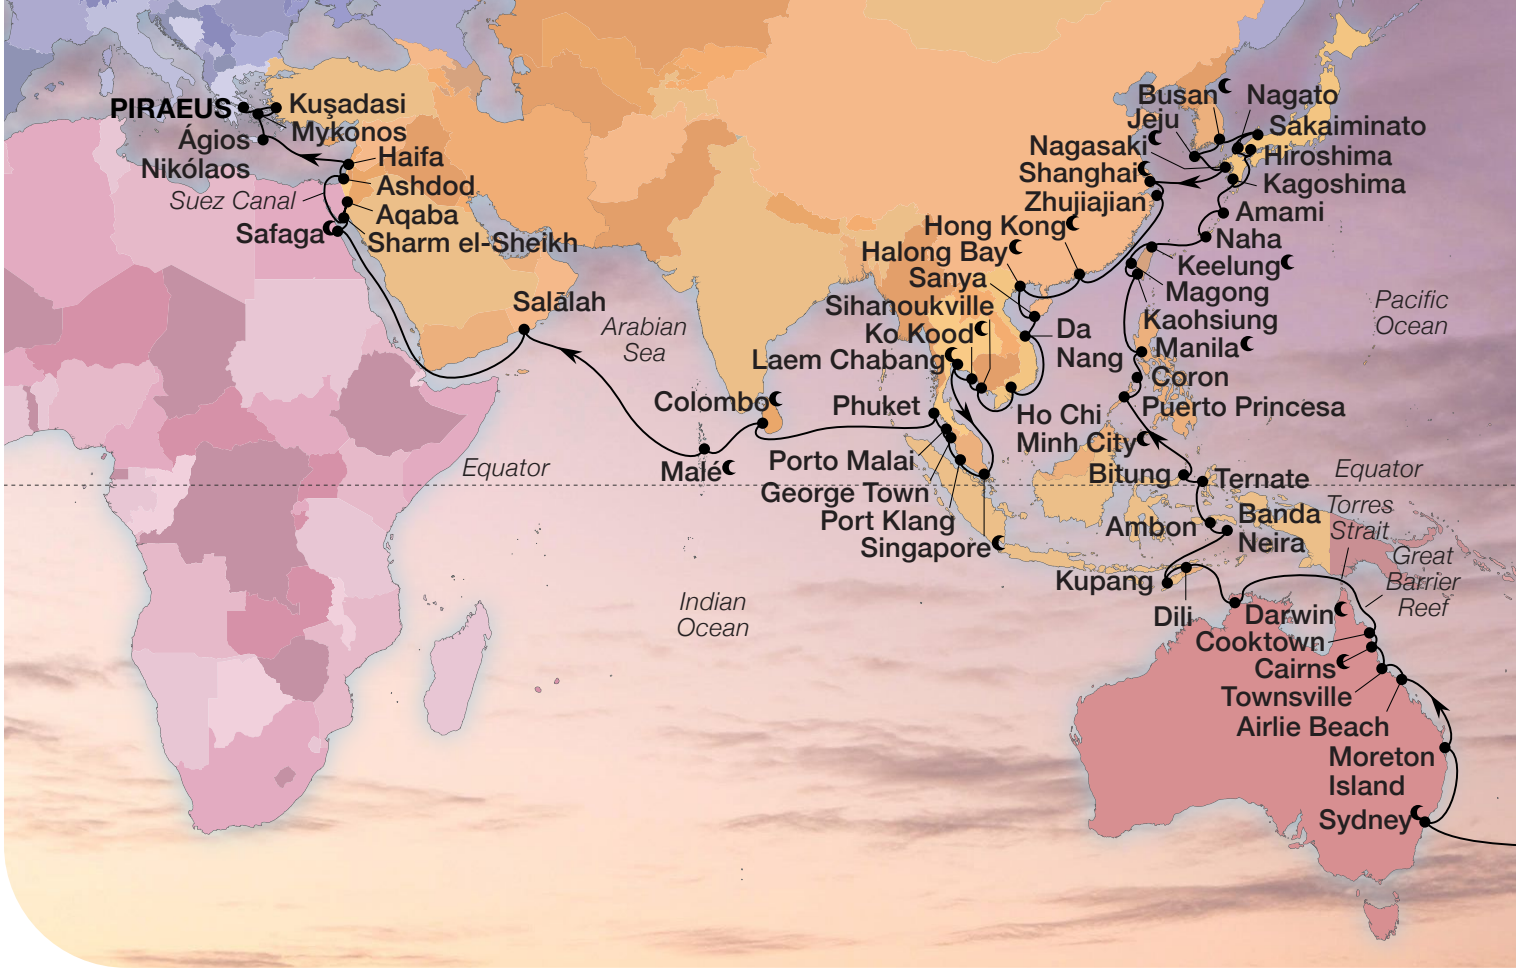 PIRAEUS
Kuşadasi
Mykonos
Ágios
Nikólaos
Haifa
Ashdod
Suez Canal
Aqaba
Safaga
Sharm el-Sheikh
Salālah
Arabian
Sea
Colombo
Malé
Equator
Indian
Ocean
Busan
Nagato
Jeju
Sakaiminato
Nagasaki
Hiroshima
Shanghai
Kagoshima
Zhujiajian
Amami
Hong Kong
Naha
Halong Bay
Keelung
Sanya
Magong
Sihanoukville
Kaohsiung
Ko Kood
Da
Nang
Manila
Laem Chabang
Coron
Phuket
Ho Chi
Minh City
Puerto Princesa
Porto Malai
Bitung
Ternate
George Town
Port Klang
Singapore
Ambon
Banda
Neira
Pacific
Ocean
Equator
Torres
Strait
Great
Barrier
Reef
Kupang
Dili
Darwin
Cooktown
Cairns
Townsville
Airlie Beach
Moreton
Island
Sydney